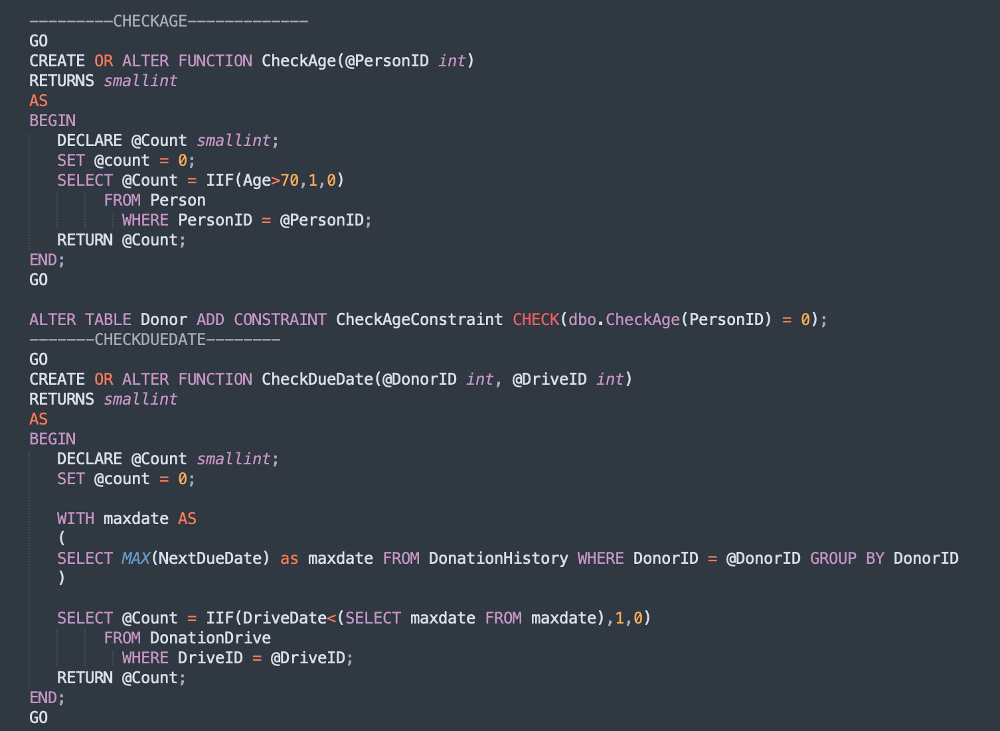 ---------CHECKAGE-------------
GO
CREATE OR ALTER FUNCTION CheckAge(@PersonID int)
RETURNS smallint
AS
BEGIN
   DECLARE @Count smallint;
   SET @count = 0;
   SELECT @Count = IIF(Age>70,1,0)
        FROM Person
          WHERE PersonID = @PersonID;
   RETURN @Count;
END;
GO

ALTER TABLE Donor ADD CONSTRAINT CheckAgeConstraint CHECK(dbo.CheckAge(PersonID) = 0);
-------CHECKDUEDATE--------
GO
CREATE OR ALTER FUNCTION CheckDueDate(@DonorID int, @DriveID int)
RETURNS smallint
AS
BEGIN
   DECLARE @Count smallint;
   SET @count = 0;

   WITH maxdate AS
   (
   SELECT MAX(NextDueDate) as maxdate FROM DonationHistory WHERE DonorID = @DonorID GROUP BY DonorID
   )

   SELECT @Count = IIF(DriveDate<(SELECT maxdate FROM maxdate),1,0)
        FROM DonationDrive
          WHERE DriveID = @DriveID;
   RETURN @Count;
END;
GO